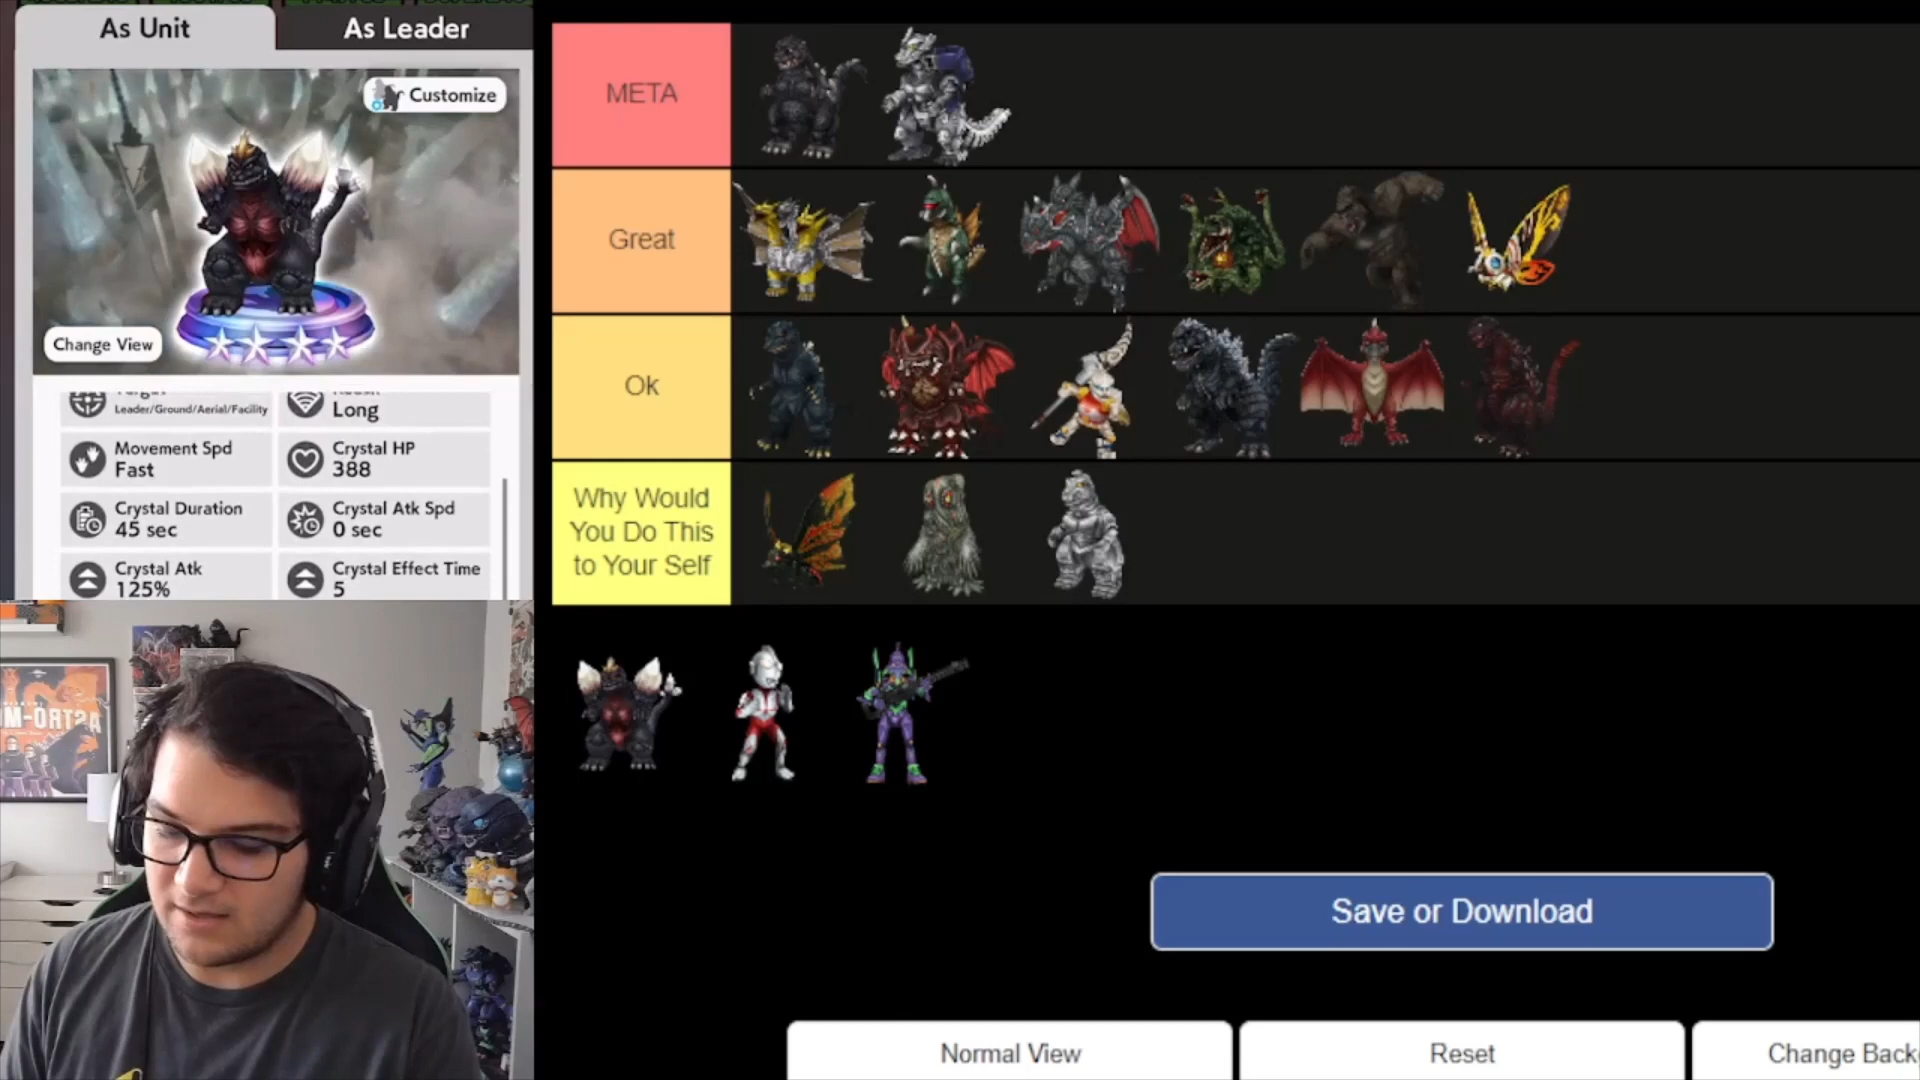 As Unit
As Leader
Customize
Change View
Leader/Ground/Aerial/Facility
Long
Movement Spd
Fast
Crystal HP
388
Crystal Duration
45 sec
Crystal Atk Spd
0 sec
Crystal Atk
125%
Crystal Effect Time
5
META
Great
Ok
Why Would
You Do This
to Your Self
Save or Download
Normal View
Reset
Change Back